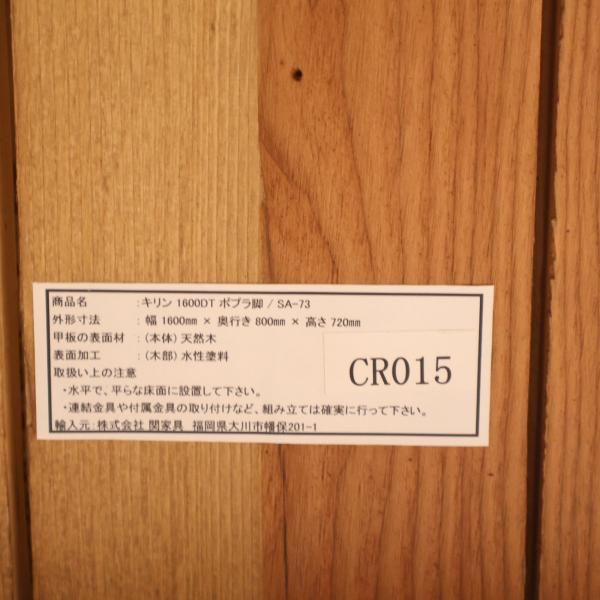 商品名 : キリン 1600DT ポプラ脚 / SA-73
外形寸法 : 幅 1600mm × 奥行き 800mm × 高さ 720mm
甲板の表面材 : (本体) 天然木
表面加工 : (木部) 水性塗料
取扱い上の注意
・水平で、平らな床面に設置して下さい。
・連結金具や付属金具の取り付けなど、組み立ては確実に行って下さい。
輸入元:株式会社 関家具 福岡県大川市幡保201-1
CR015